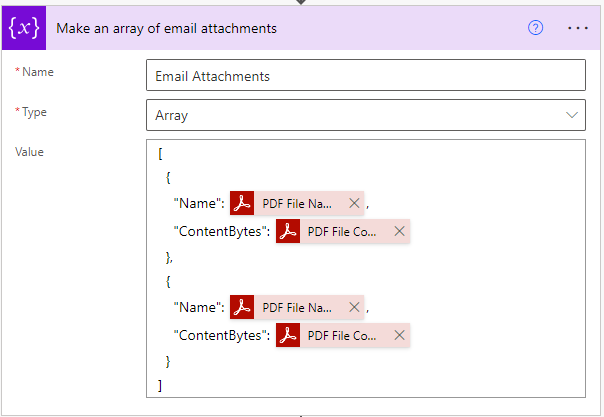 {x} Make an array of email attachments ? ...
* Name Email Attachments
* Type Array
Value [
{
"Name": PDF File Na... × ,
"ContentBytes": PDF File Co... ×
},
{
"Name": PDF File Na... × ,
"ContentBytes": PDF File Co... ×
}
]